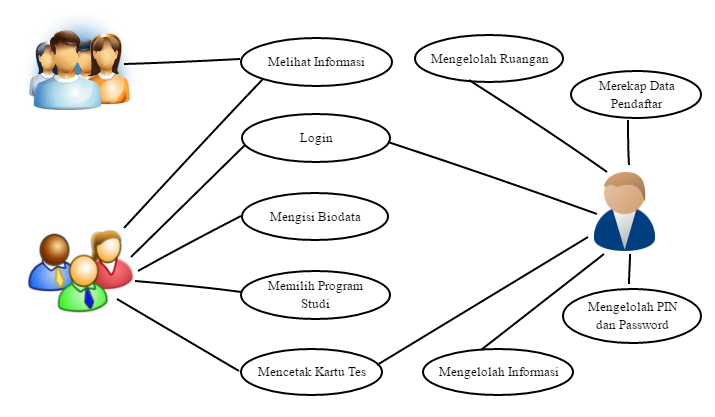 Melihat Informasi
Mengelolah Ruangan
Merekap Data
Pendaftar
Login
Mengisi Biodata
Memilih Program
Studi
Mengelolah PIN
dan Password
Mencetak Kartu Tes
Mengelolah Informasi